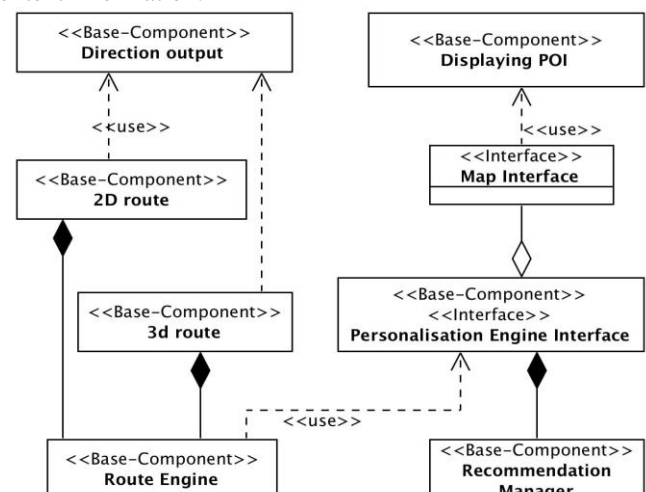 <<Base-Component>>
Direction output
<<Base-Component>>
Displaying POI
<<use>>
<<use>>
<<Base-Component>>
2D route
<<Interface>>
Map Interface
<<Base-Component>>
3d route
<<Base-Component>>
<<Interface>>
Personalisation Engine Interface
<<use>>
<<Base-Component>>
Route Engine
<<Base-Component>>
Recommendation
Manager